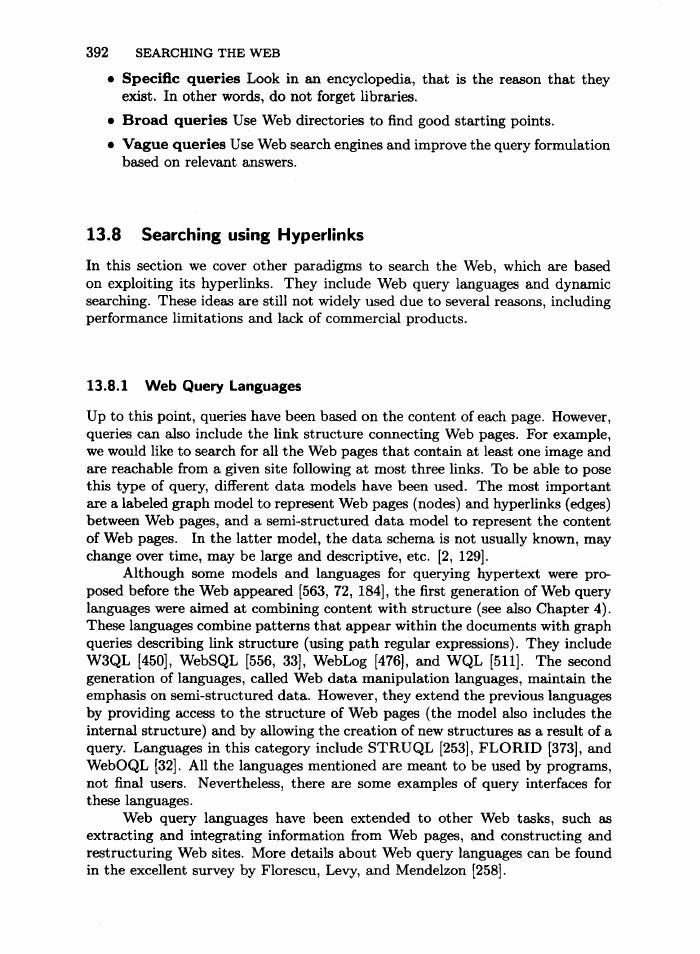 392 SEARCHING THE WEB
• Specific queries Look in an encyclopedia, that is the reason that they
exist. In other words, do not forget libraries.
• Broad queries Use Web directories to find good starting points.
• Vague queries Use Web search engines and improve the query formulation
based on relevant answers.
13.8 Searching using Hyperlinks
In this section we cover other paradigms to search the Web, which are based
on exploiting its hyperlinks. They include Web query languages and dynamic
searching. These ideas are still not widely used due to several reasons, including
performance limitations and lack of commercial products.
13.8.1 Web Query Languages
Up to this point, queries have been based on the content of each page. However,
queries can also include the link structure connecting Web pages. For example,
we would like to search for all the Web pages that contain at least one image and
are reachable from a given site following at most three links. To be able to pose
this type of query, different data models have been used. The most important
are a labeled graph model to represent Web pages (nodes) and hyperlinks (edges)
between Web pages, and a semi-structured data model to represent the content
of Web pages. In the latter model, the data schema is not usually known, may
change over time, may be large and descriptive, etc. [2, 129].
Although some models and languages for querying hypertext were pro-
posed before the Web appeared [563, 72, 184], the first generation of Web query
languages were aimed at combining content with structure (see also Chapter 4).
These languages combine patterns that appear within the documents with graph
queries describing link structure (using path regular expressions). They include
W3QL [450], WebSQL [556, 33], WebLog [476], and WQL [511]. The second
generation of languages, called Web data manipulation languages, maintain the
emphasis on semi-structured data. However, they extend the previous languages
by providing access to the structure of Web pages (the model also includes the
internal structure) and by allowing the creation of new structures as a result of a
query. Languages in this category include STRUQL [253], FLORID [373], and
WebOQL [32]. All the languages mentioned are meant to be used by programs,
not final users. Nevertheless, there are some examples of query interfaces for
these languages.
Web query languages have been extended to other Web tasks, such as
extracting and integrating information from Web pages, and constructing and
restructuring Web sites. More details about Web query languages can be found
in the excellent survey by Florescu, Levy, and Mendelzon [258].